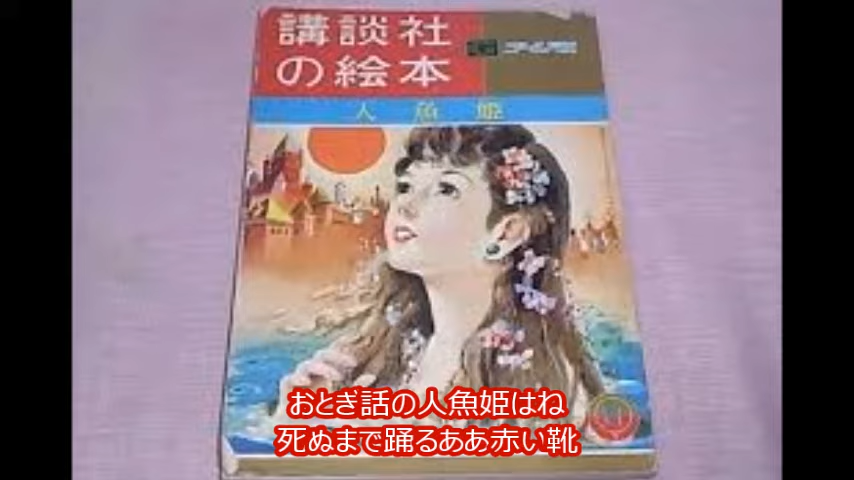 講談社
の絵本
人魚姫
おとぎ話の人魚姫はね
死ぬまで踊るああ赤い靴